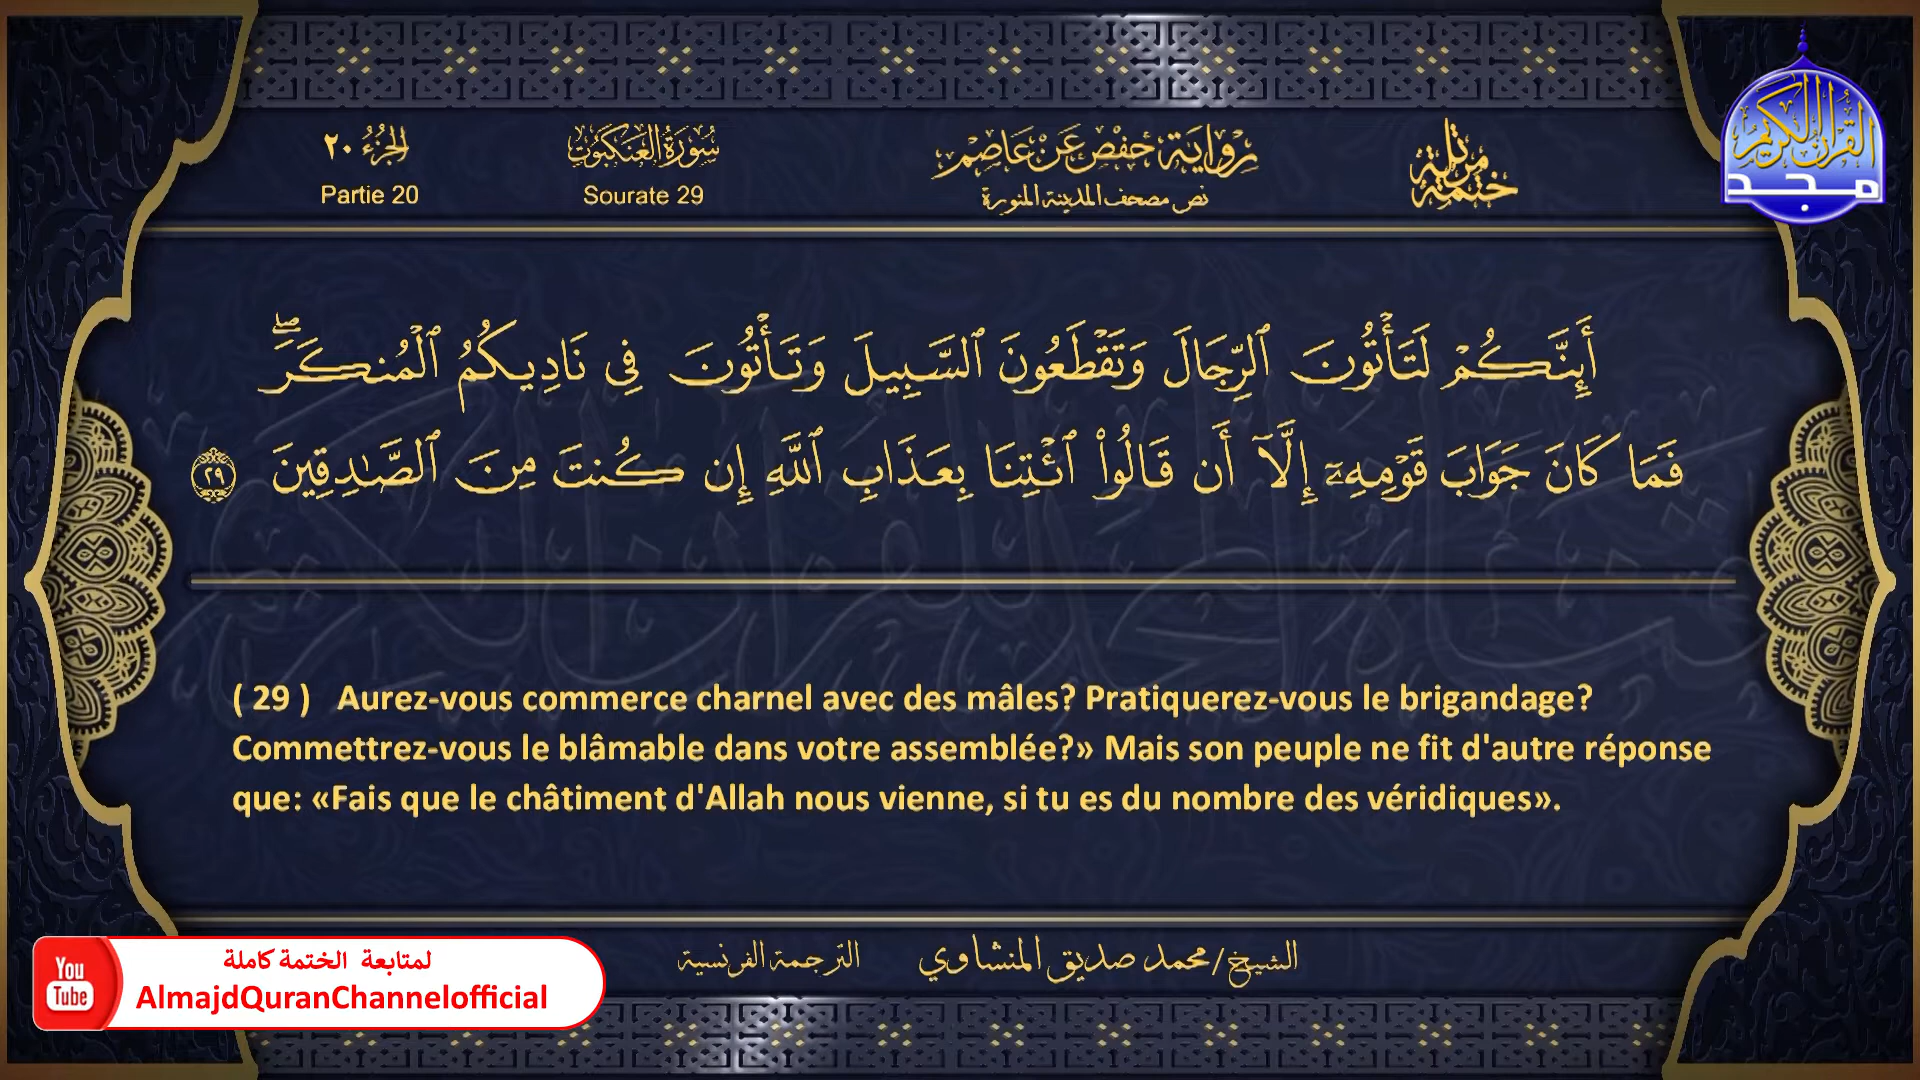 الجزء ٢٠
سورة العنكبوت
رواية حفص عن عاصم
ختمة مرتلة
القرآن الكريم
مجد
Partie 20
Sourate 29
نص مصحف المدينة المنورة
أَئِنَّكُمْ لَتَأْتُونَ ٱلرِّجَالَ وَتَقْطَعُونَ ٱلسَّبِيلَ وَتَأْتُونَ فِى نَادِيكُمُ ٱلْمُنكَرَ ۖ
فَمَا كَانَ جَوَابَ قَوْمِهِۦٓ إِلَّآ أَن قَالُوا۟ ٱئْتِنَا بِعَذَابِ ٱللَّهِ إِن كُنتَ مِنَ ٱلصَّـٰدِقِينَ ٢٩
( 29 ) Aurez-vous commerce charnel avec des mâles? Pratiquerez-vous le brigandage?
Commettrez-vous le blâmable dans votre assemblée?» Mais son peuple ne fit d'autre réponse
que: «Fais que le châtiment d'Allah nous vienne, si tu es du nombre des véridiques».
الشيخ/محمد صديق المنشاوي
الترجمة الفرنسية
You
Tube
لمتابعة الختمة كاملة
AlmajdQuranChannelofficial